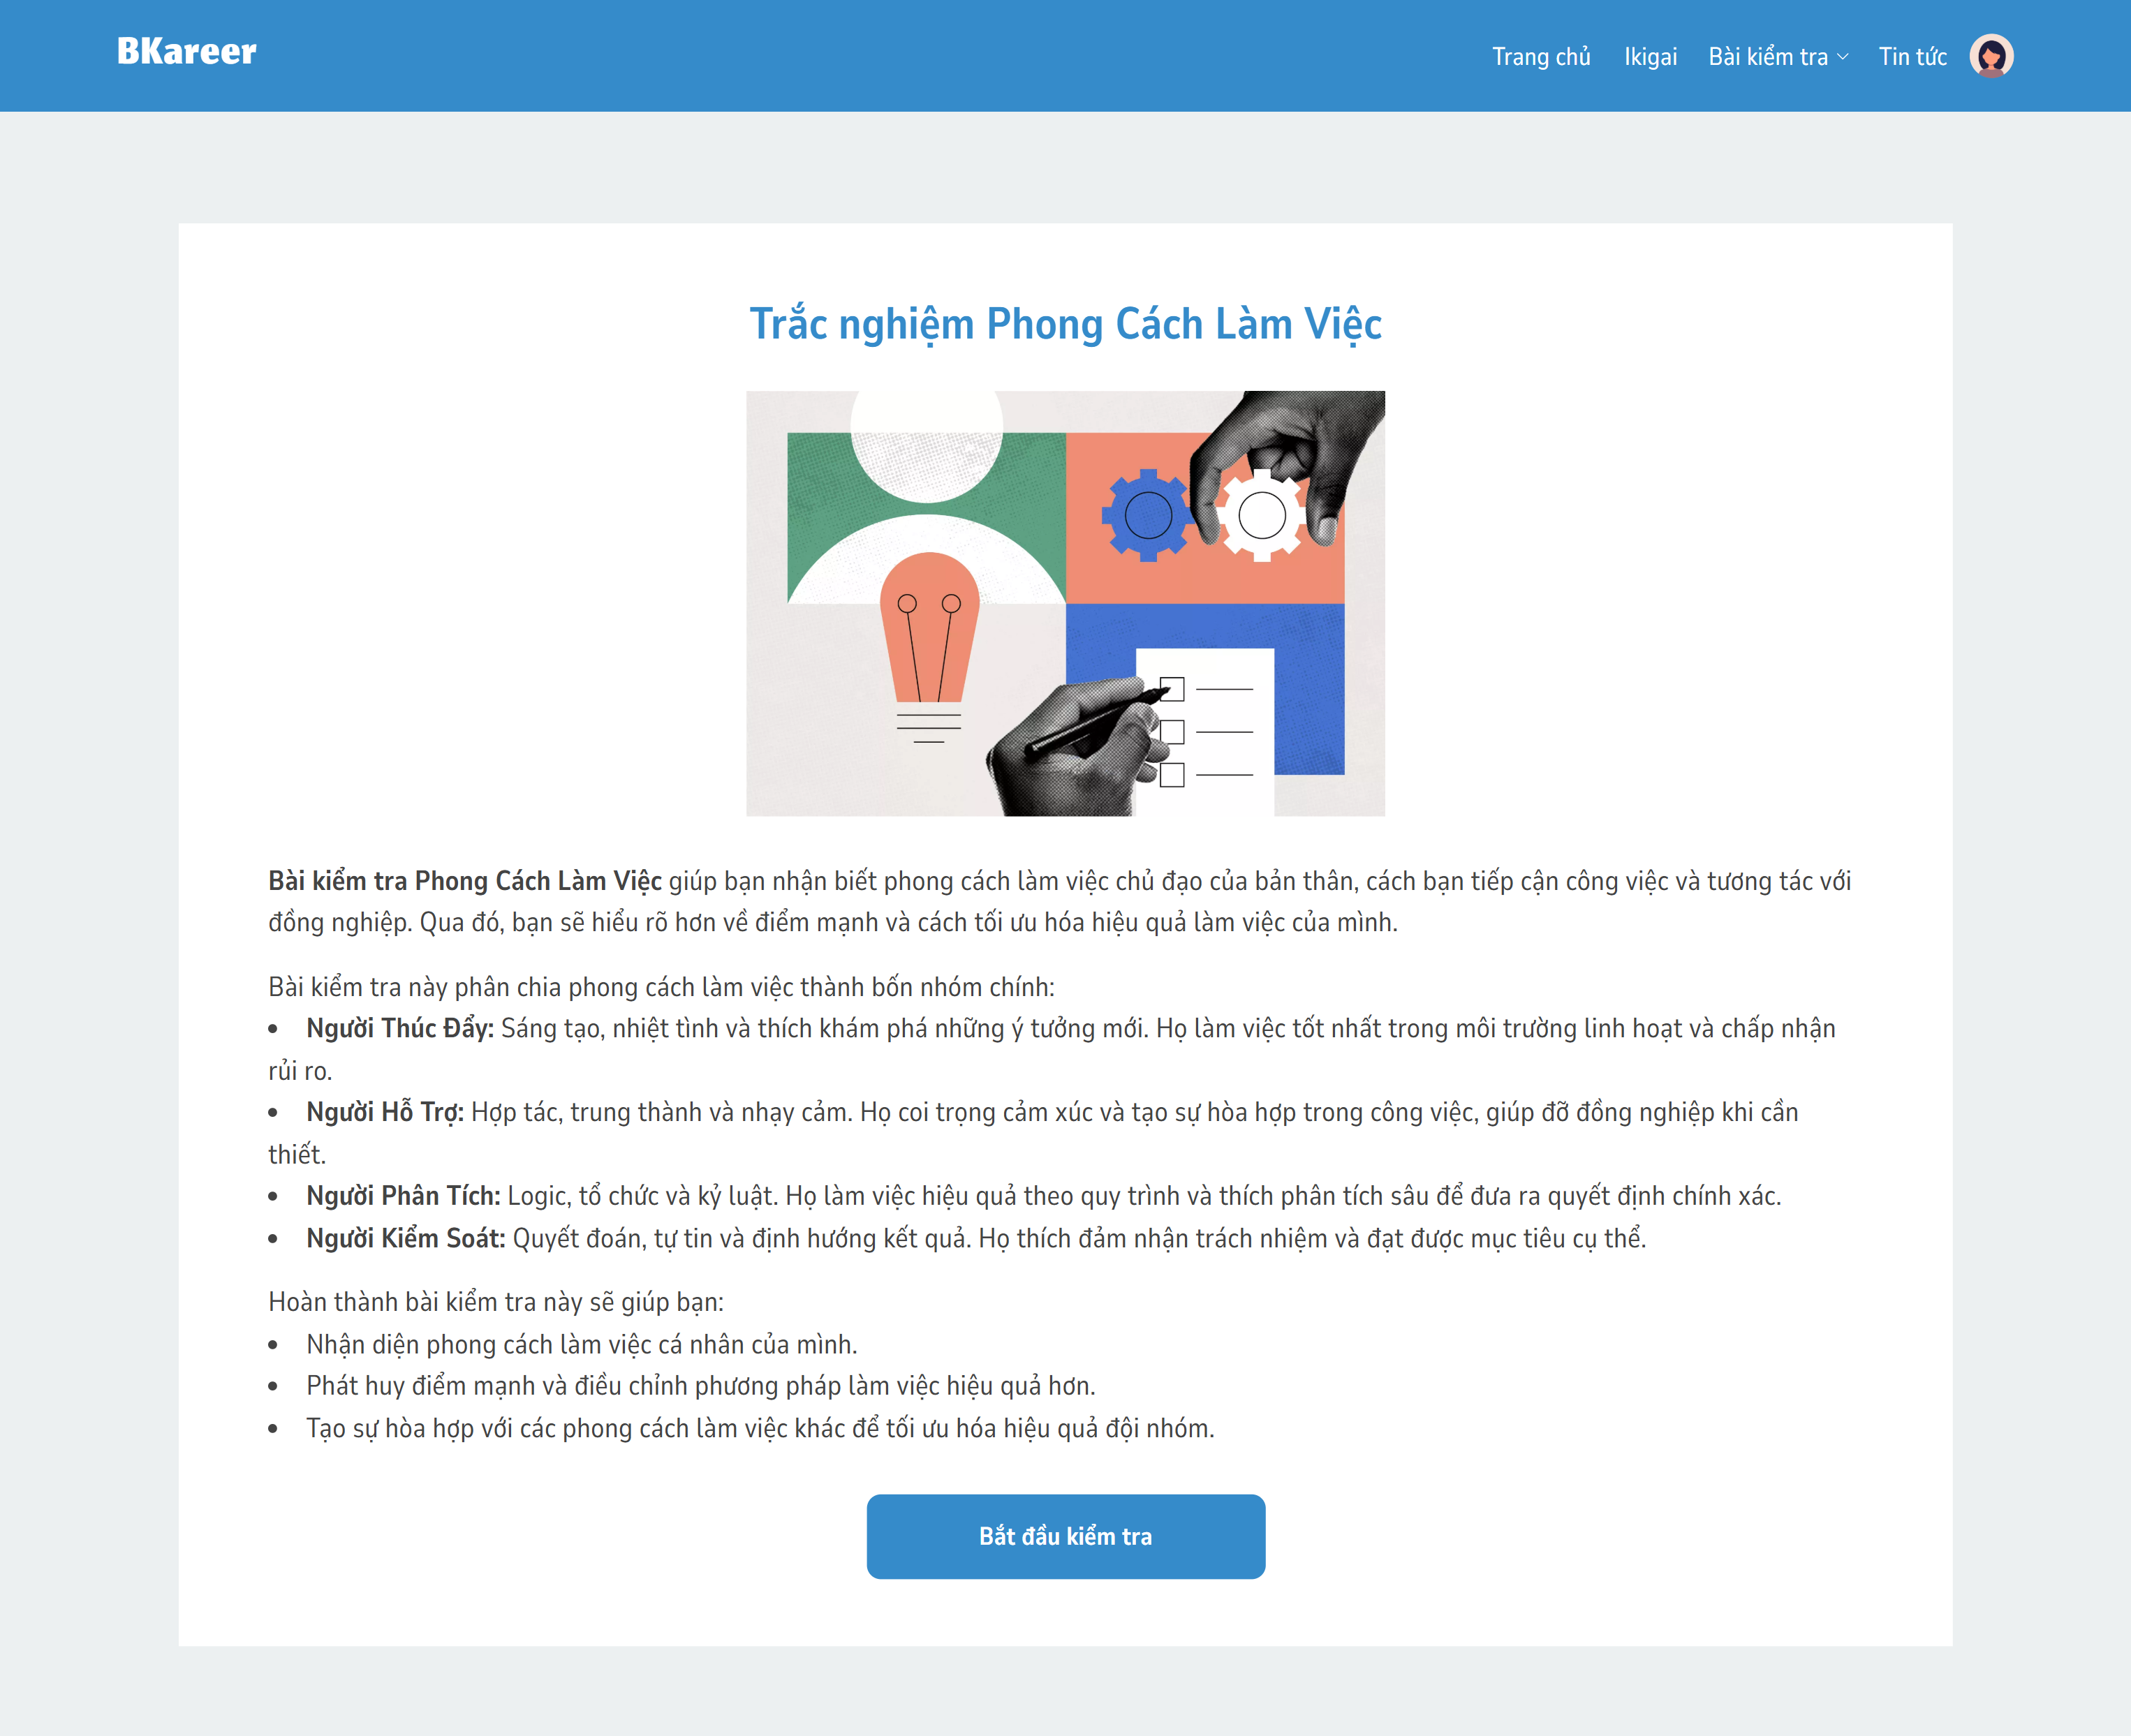 BKareer
Trang chủ Ikigai Bài kiểm tra Tin tức
Trắc nghiệm Phong Cách Làm Việc
Bài kiểm tra Phong Cách Làm Việc giúp bạn nhận biết phong cách làm việc chủ đạo của bản thân, cách bạn tiếp cận công việc và tương tác với
đồng nghiệp. Qua đó, bạn sẽ hiểu rõ hơn về điểm mạnh và cách tối ưu hóa hiệu quả làm việc của mình.
Bài kiểm tra này phân chia phong cách làm việc thành bốn nhóm chính:
• Người Thúc Đẩy: Sáng tạo, nhiệt tình và thích khám phá những ý tưởng mới. Họ làm việc tốt nhất trong môi trường linh hoạt và chấp nhận
rủi ro.
• Người Hỗ Trợ: Hợp tác, trung thành và nhạy cảm. Họ coi trọng cảm xúc và tạo sự hòa hợp trong công việc, giúp đỡ đồng nghiệp khi cần
thiết.
• Người Phân Tích: Logic, tổ chức và kỷ luật. Họ làm việc hiệu quả theo quy trình và thích phân tích sâu để đưa ra quyết định chính xác.
• Người Kiểm Soát: Quyết đoán, tự tin và định hướng kết quả. Họ thích đảm nhận trách nhiệm và đạt được mục tiêu cụ thể.
Hoàn thành bài kiểm tra này sẽ giúp bạn:
• Nhận diện phong cách làm việc cá nhân của mình.
• Phát huy điểm mạnh và điều chỉnh phương pháp làm việc hiệu quả hơn.
• Tạo sự hòa hợp với các phong cách làm việc khác để tối ưu hóa hiệu quả đội nhóm.
Bắt đầu kiểm tra